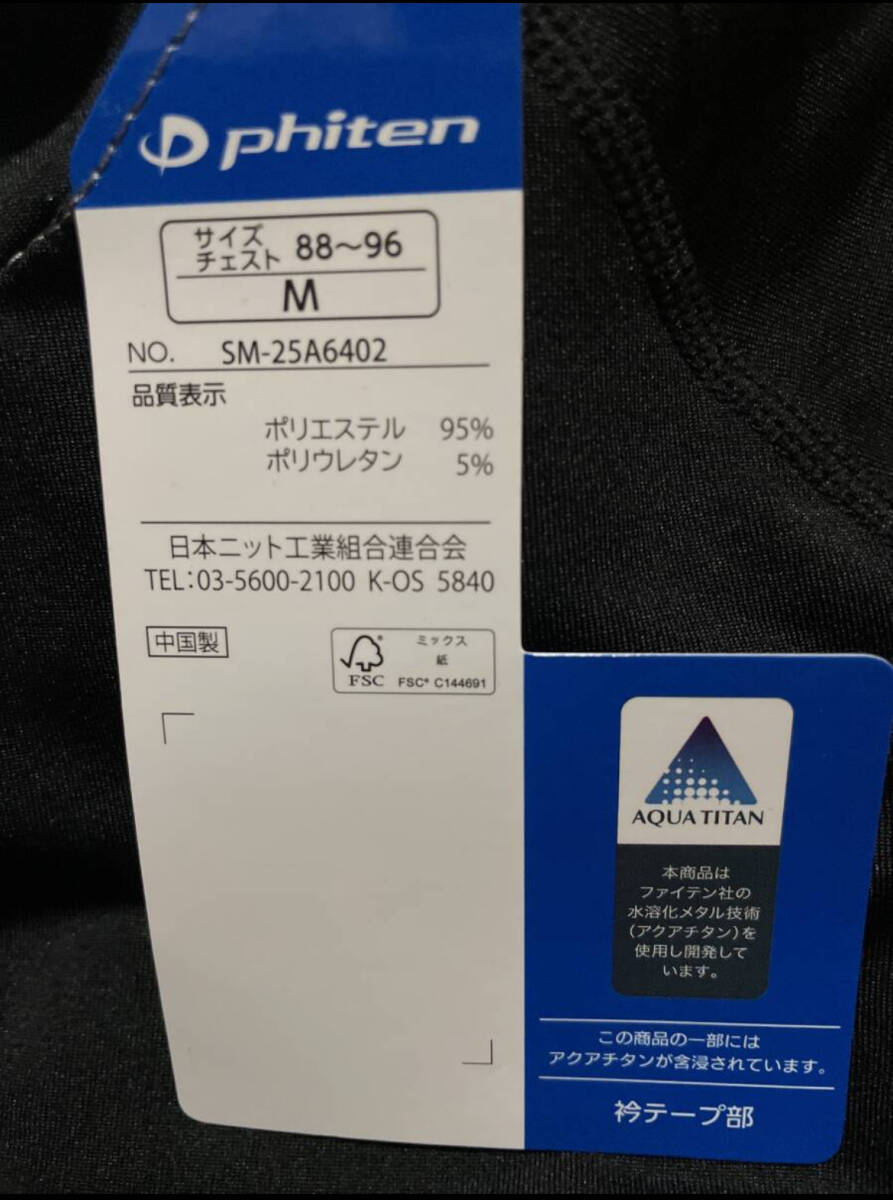 phiten
サイズ
チェスト 88～96
M
NO. SM-25A6402
品質表示
ポリエステル 95%
ポリウレタン 5%
日本ニット工業組合連合会
TEL:03-5600-2100 K-OS 5840
中国製
ミックス
紙
FSC® C144691
FSC
AQUA TITAN
本商品は
ファイテン社の
水溶化メタル技術
(アクアチタン)を
使用し開発して
います。
この商品の一部には
アクアチタンが含浸されています。
衿テープ部